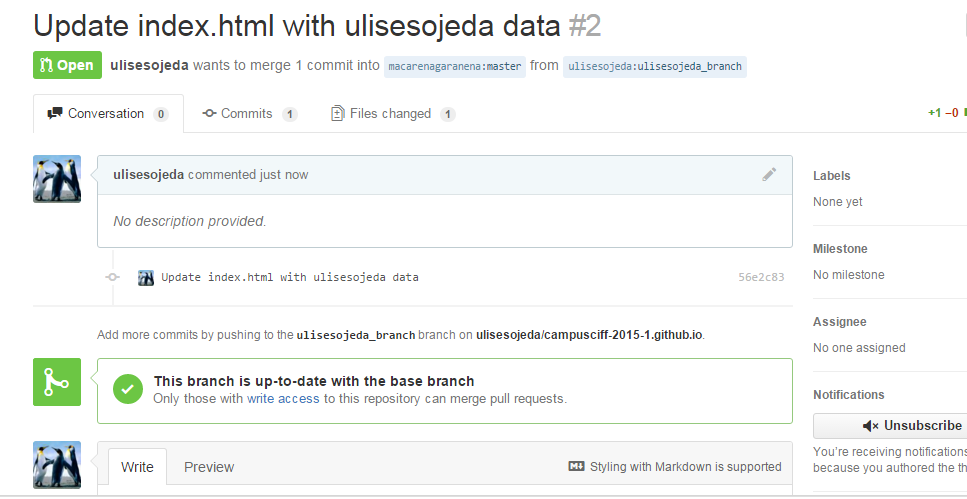 Update index.html with ulisesojeda data #2
Open ulisesojeda wants to merge 1 commit into macarenagaranena:master from ulisesojeda:ulisesojeda_branch
Conversation 0 Commits 1 Files changed 1 +1 −0
ulisesojeda commented just now
No description provided.
Update index.html with ulisesojeda data 56e2c83
Add more commits by pushing to the ulisesojeda_branch branch on ulisesojeda/campusciff-2015-1.github.io.
This branch is up-to-date with the base branch
Only those with write access to this repository can merge pull requests.
Write Preview Styling with Markdown is supported
Labels
None yet
Milestone
No milestone
Assignee
No one assigned
Notifications
Unsubscribe
You're receiving notifications
because you authored the th